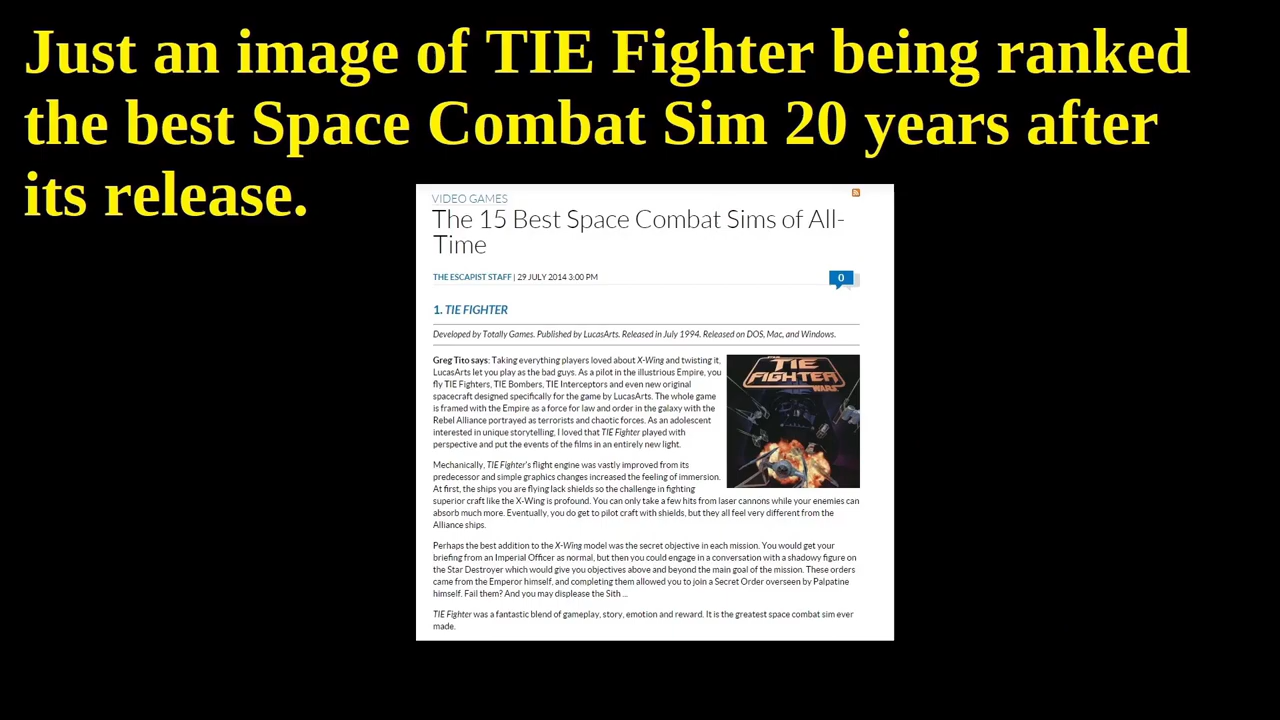 Just an image of TIE Fighter being ranked
the best Space Combat Sim 20 years after
its release.
VIDEO GAMES
The 15 Best Space Combat Sims of All-
Time
THE ESCAPIST STAFF | 29 JULY 2014 3:00 PM
0
1. TIE FIGHTER
Developed by Totally Games. Published by LucasArts. Released in July 1994. Released on DOS, Mac, and Windows.
Greg Tito says: Taking everything players loved about X-Wing and twisting it,
LucasArts let you play as the bad guys. As a pilot in the illustrious Empire, you
fly TIE Fighters, TIE Bombers, TIE Interceptors and even new original
spacecraft designed specifically for the game by LucasArts. The whole game
is framed with the Empire as a force for law and order in the galaxy with the
Rebel Alliance portrayed as terrorists and chaotic forces. As an adolescent
interested in unique storytelling, I loved that TIE Fighter played with
perspective and put the events of the films in an entirely new light.
TIE
FIGHTER
WARS
Mechanically, TIE Fighter's flight engine was vastly improved from its
predecessor and simple graphics changes increased the feeling of immersion.
At first, the ships you are flying lack shields so the challenge in fighting
superior craft like the X-Wing is profound. You can only take a few hits from laser cannons while your enemies can
absorb much more. Eventually, you do get to pilot craft with shields, but they all feel very different from the
Alliance ships.
Perhaps the best addition to the X-Wing model was the secret objective in each mission. You would get your
briefing from an Imperial Officer as normal, but then you could engage in a conversation with a shadowy figure on
the Star Destroyer which would give you objectives above and beyond the main goal of the mission. These orders
came from the Emperor himself, and completing them allowed you to join a Secret Order overseen by Palpatine
himself. Fail them? And you may displease the Sith ...
TIE Fighter was a fantastic blend of gameplay, story, emotion and reward. It is the greatest space combat sim ever
made.